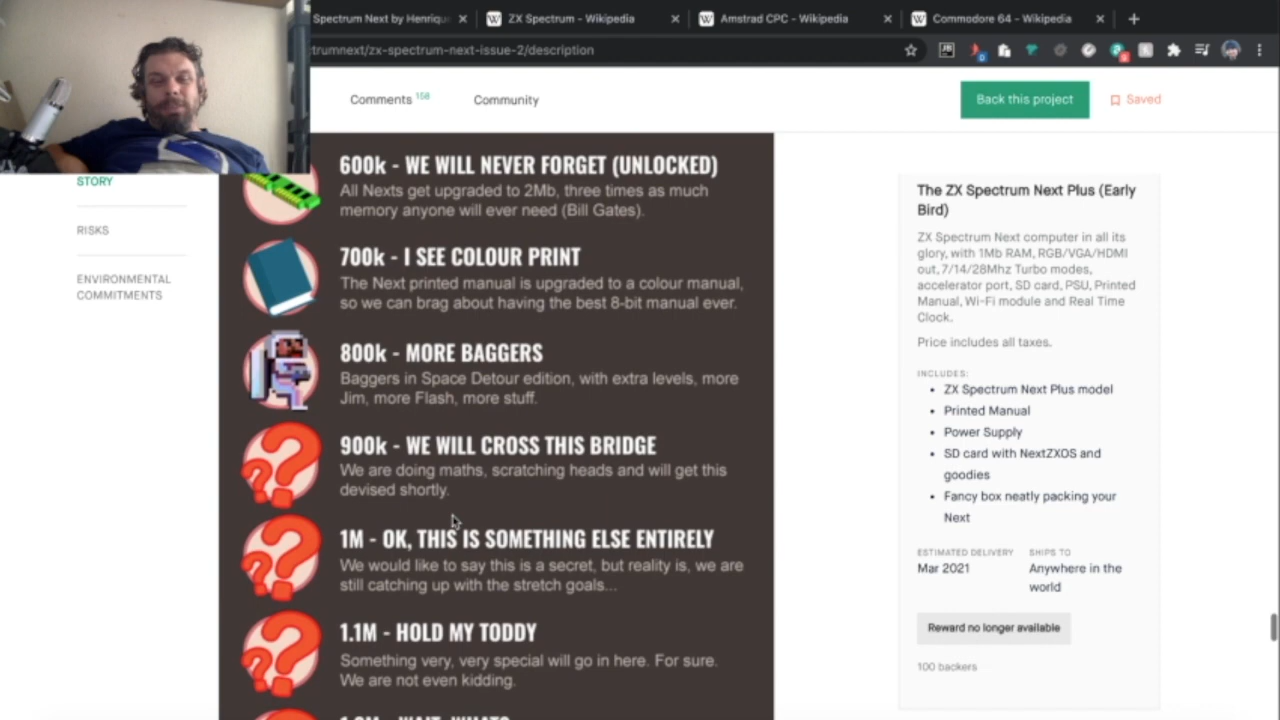 Spectrum Next by Henriqu
ZX Spectrum - Wikipedia
Amstrad CPC - Wikipedia
Commodore 64 - Wikipedia
trumnext/zx-spectrum-next-issue-2/description
Comments 158
Community
Back this project
Saved
STORY
RISKS
ENVIRONMENTAL
COMMITMENTS
600k - WE WILL NEVER FORGET (UNLOCKED)
All Nexts get upgraded to 2Mb, three times as much
memory anyone will ever need (Bill Gates).
700k - I SEE COLOUR PRINT
The Next printed manual is upgraded to a colour manual,
so we can brag about having the best 8-bit manual ever.
800k - MORE BAGGERS
Baggers in Space Detour edition, with extra levels, more
Jim, more Flash, more stuff.
900k - WE WILL CROSS THIS BRIDGE
We are doing maths, scratching heads and will get this
devised shortly.
1M - OK, THIS IS SOMETHING ELSE ENTIRELY
We would like to say this is a secret, but reality is, we are
still catching up with the stretch goals...
1.1M - HOLD MY TODDY
Something very, very special will go in here. For sure.
We are not even kidding.
The ZX Spectrum Next Plus (Early
Bird)
ZX Spectrum Next computer in all its
glory, with 1Mb RAM, RGB/VGA/HDMI
out, 7/14/28Mhz Turbo modes,
accelerator port, SD card, PSU, Printed
Manual, Wi-Fi module and Real Time
Clock.
Price includes all taxes.
INCLUDES:
• ZX Spectrum Next Plus model
• Printed Manual
• Power Supply
• SD card with NextZXOS and
goodies
• Fancy box neatly packing your
Next
ESTIMATED DELIVERY
Mar 2021
SHIPS TO
Anywhere in the
world
Reward no longer available
100 backers